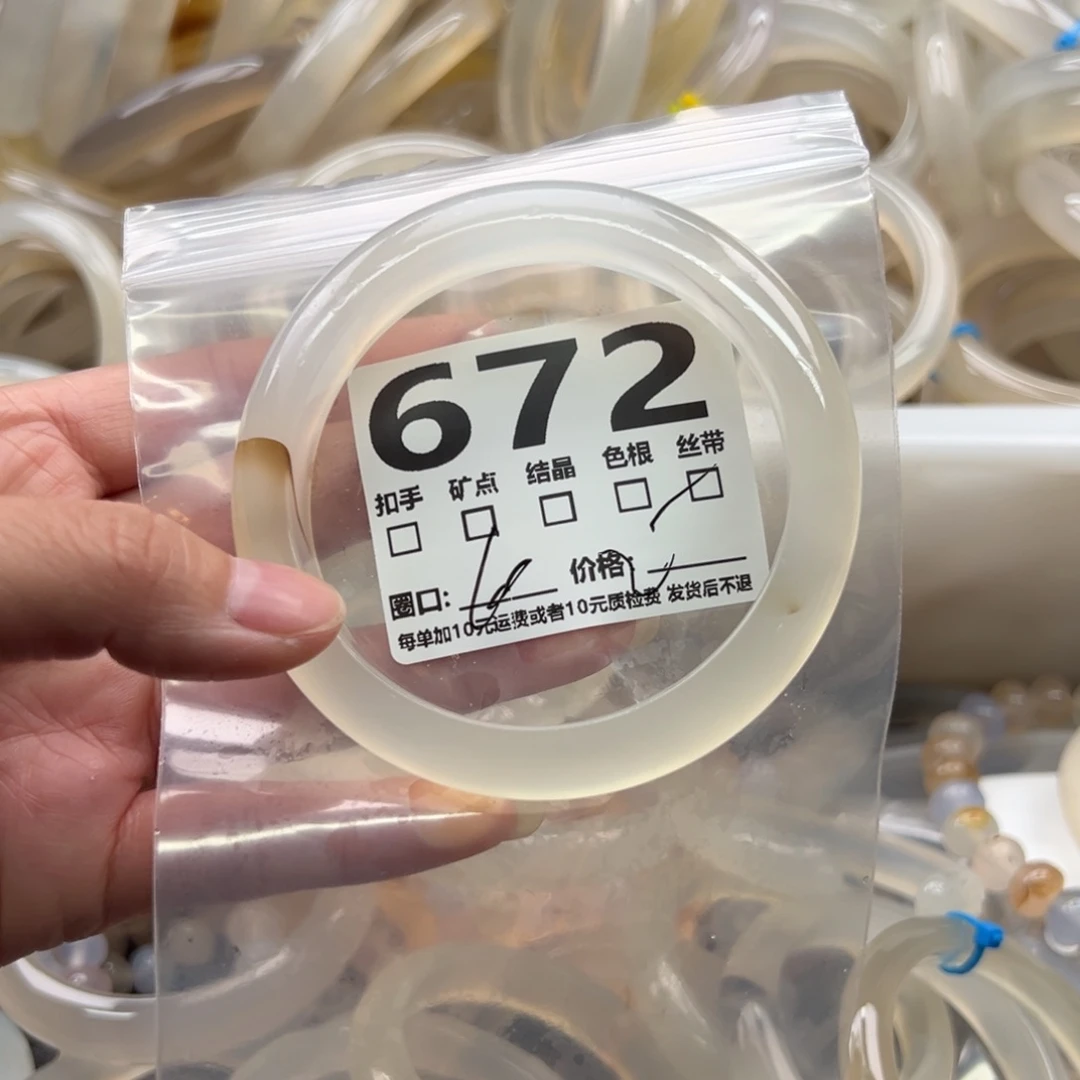 672
扣手 矿点 结晶 色根 丝带
圈口: 价格:
每单加10元运费或者10元质检费 发货后不退